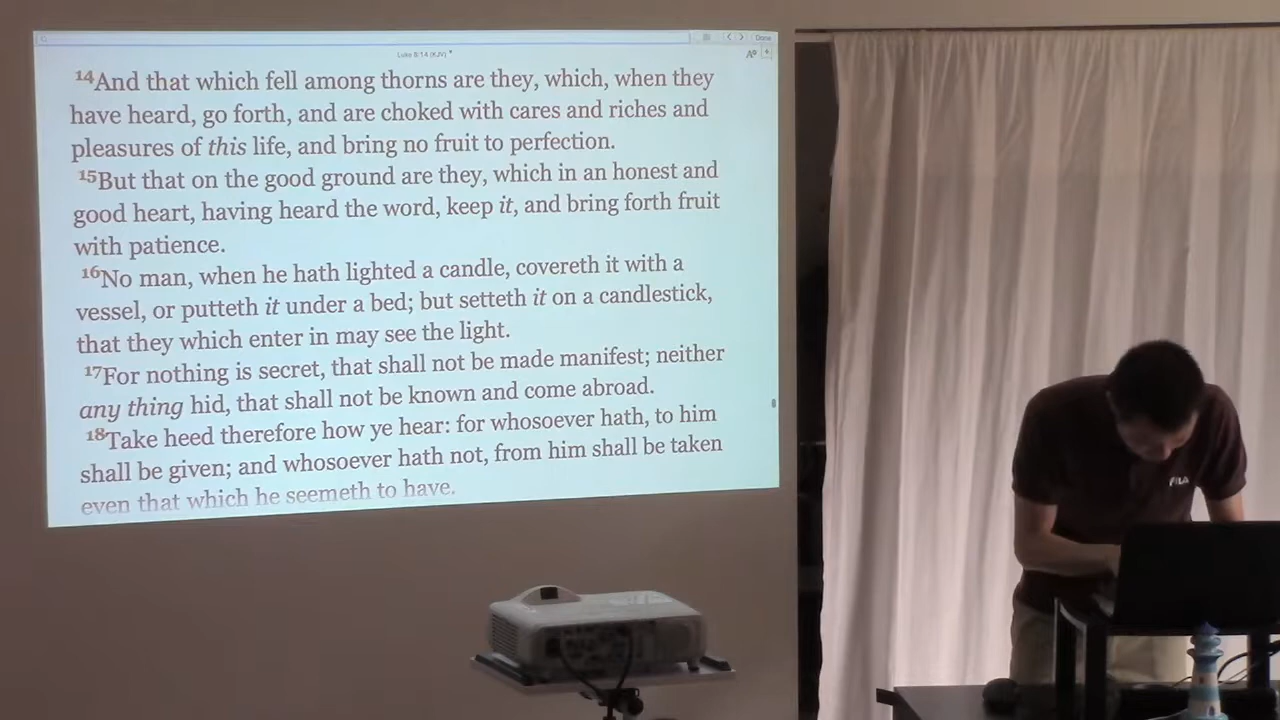 Done
Luke 8:14 (KJV)
14And that which fell among thorns are they, which, when they
have heard, go forth, and are choked with cares and riches and
pleasures of this life, and bring no fruit to perfection.
15But that on the good ground are they, which in an honest and
good heart, having heard the word, keep it, and bring forth fruit
with patience.
16No man, when he hath lighted a candle, covereth it with a
vessel, or putteth it under a bed; but setteth it on a candlestick,
that they which enter in may see the light.
17For nothing is secret, that shall not be made manifest; neither
any thing hid, that shall not be known and come abroad.
18Take heed therefore how ye hear: for whosoever hath, to him
shall be given; and whosoever hath not, from him shall be taken
even that which he seemeth to have.
FILA